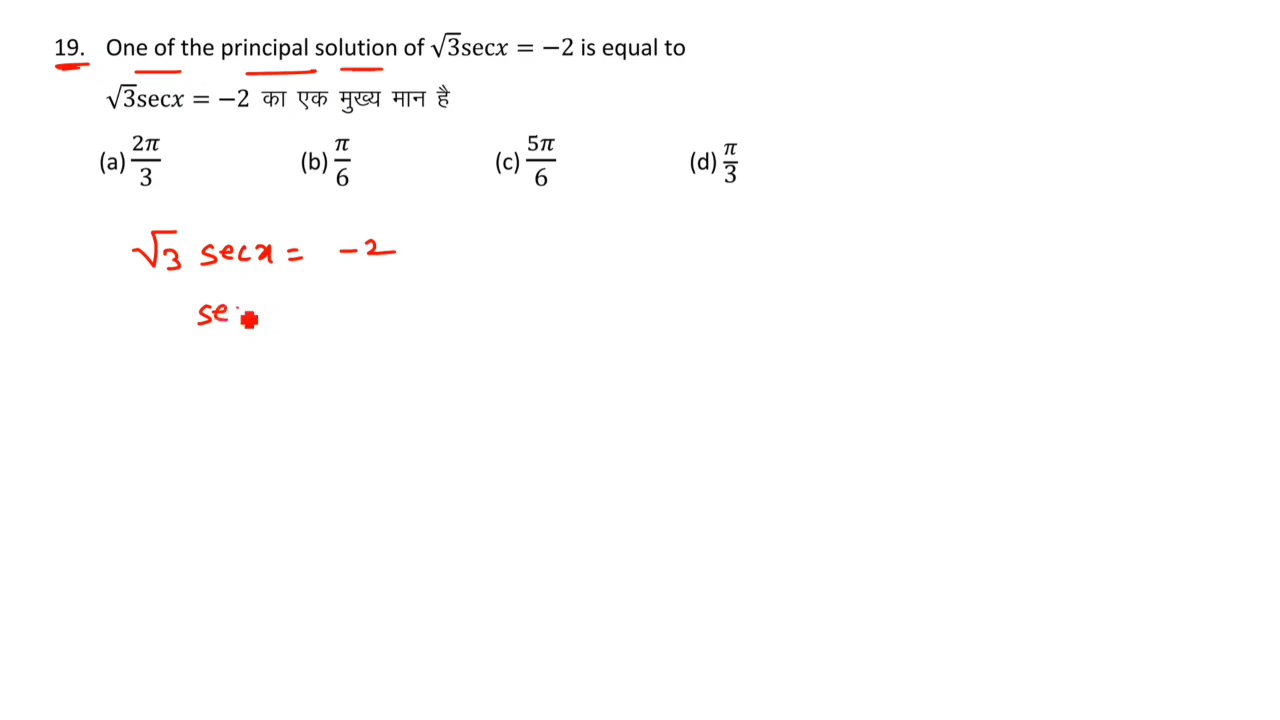 19. One of the principal solution of √3secx = −2 is equal to
√3secx = −2 का एक मुख्य मान है
(a) 2π/3 (b) π/6 (c) 5π/6 (d) π/3
√3 secx = -2
se